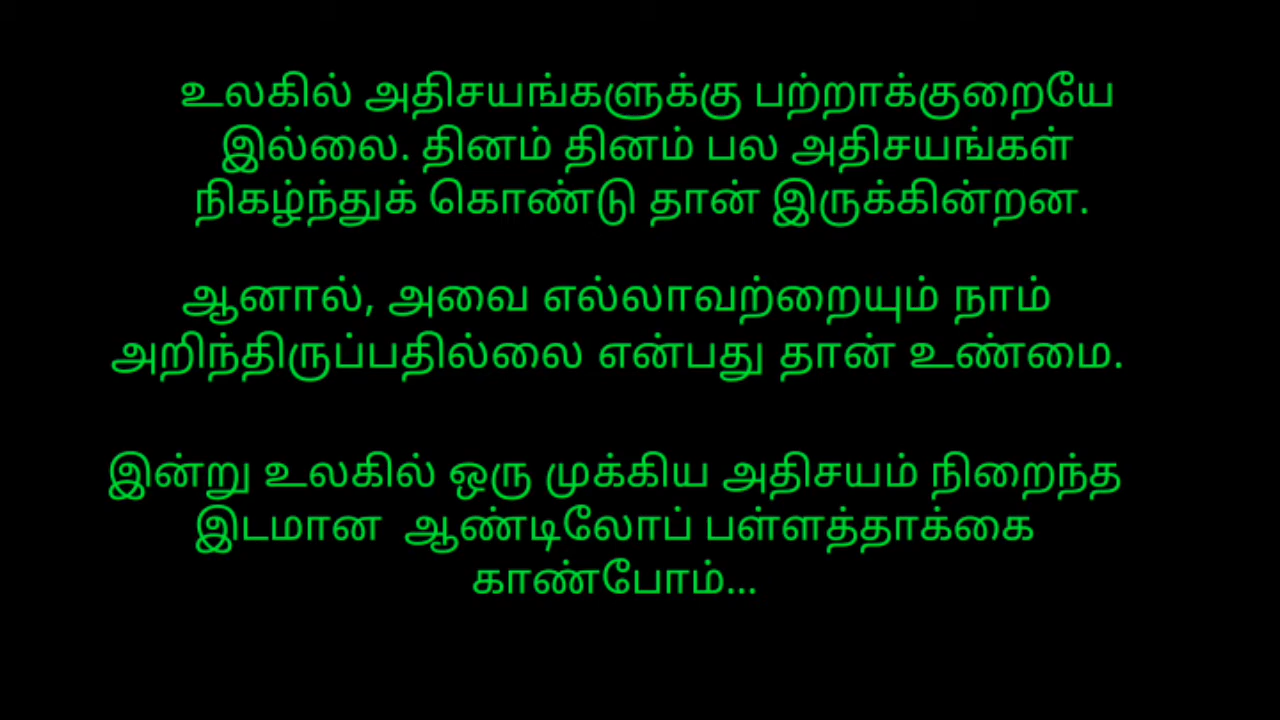 உலகில் அதிசயங்களுக்கு பற்றாக்குறையே
இல்லை. தினம் தினம் பல அதிசயங்கள்
நிகழ்ந்துக் கொண்டு தான் இருக்கின்றன.
ஆனால், அவை எல்லாவற்றையும் நாம்
அறிந்திருப்பதில்லை என்பது தான் உண்மை.
இன்று உலகில் ஒரு முக்கிய அதிசயம் நிறைந்த
இடமான ஆண்டிலோப் பள்ளத்தாக்கை
காண்போம்...